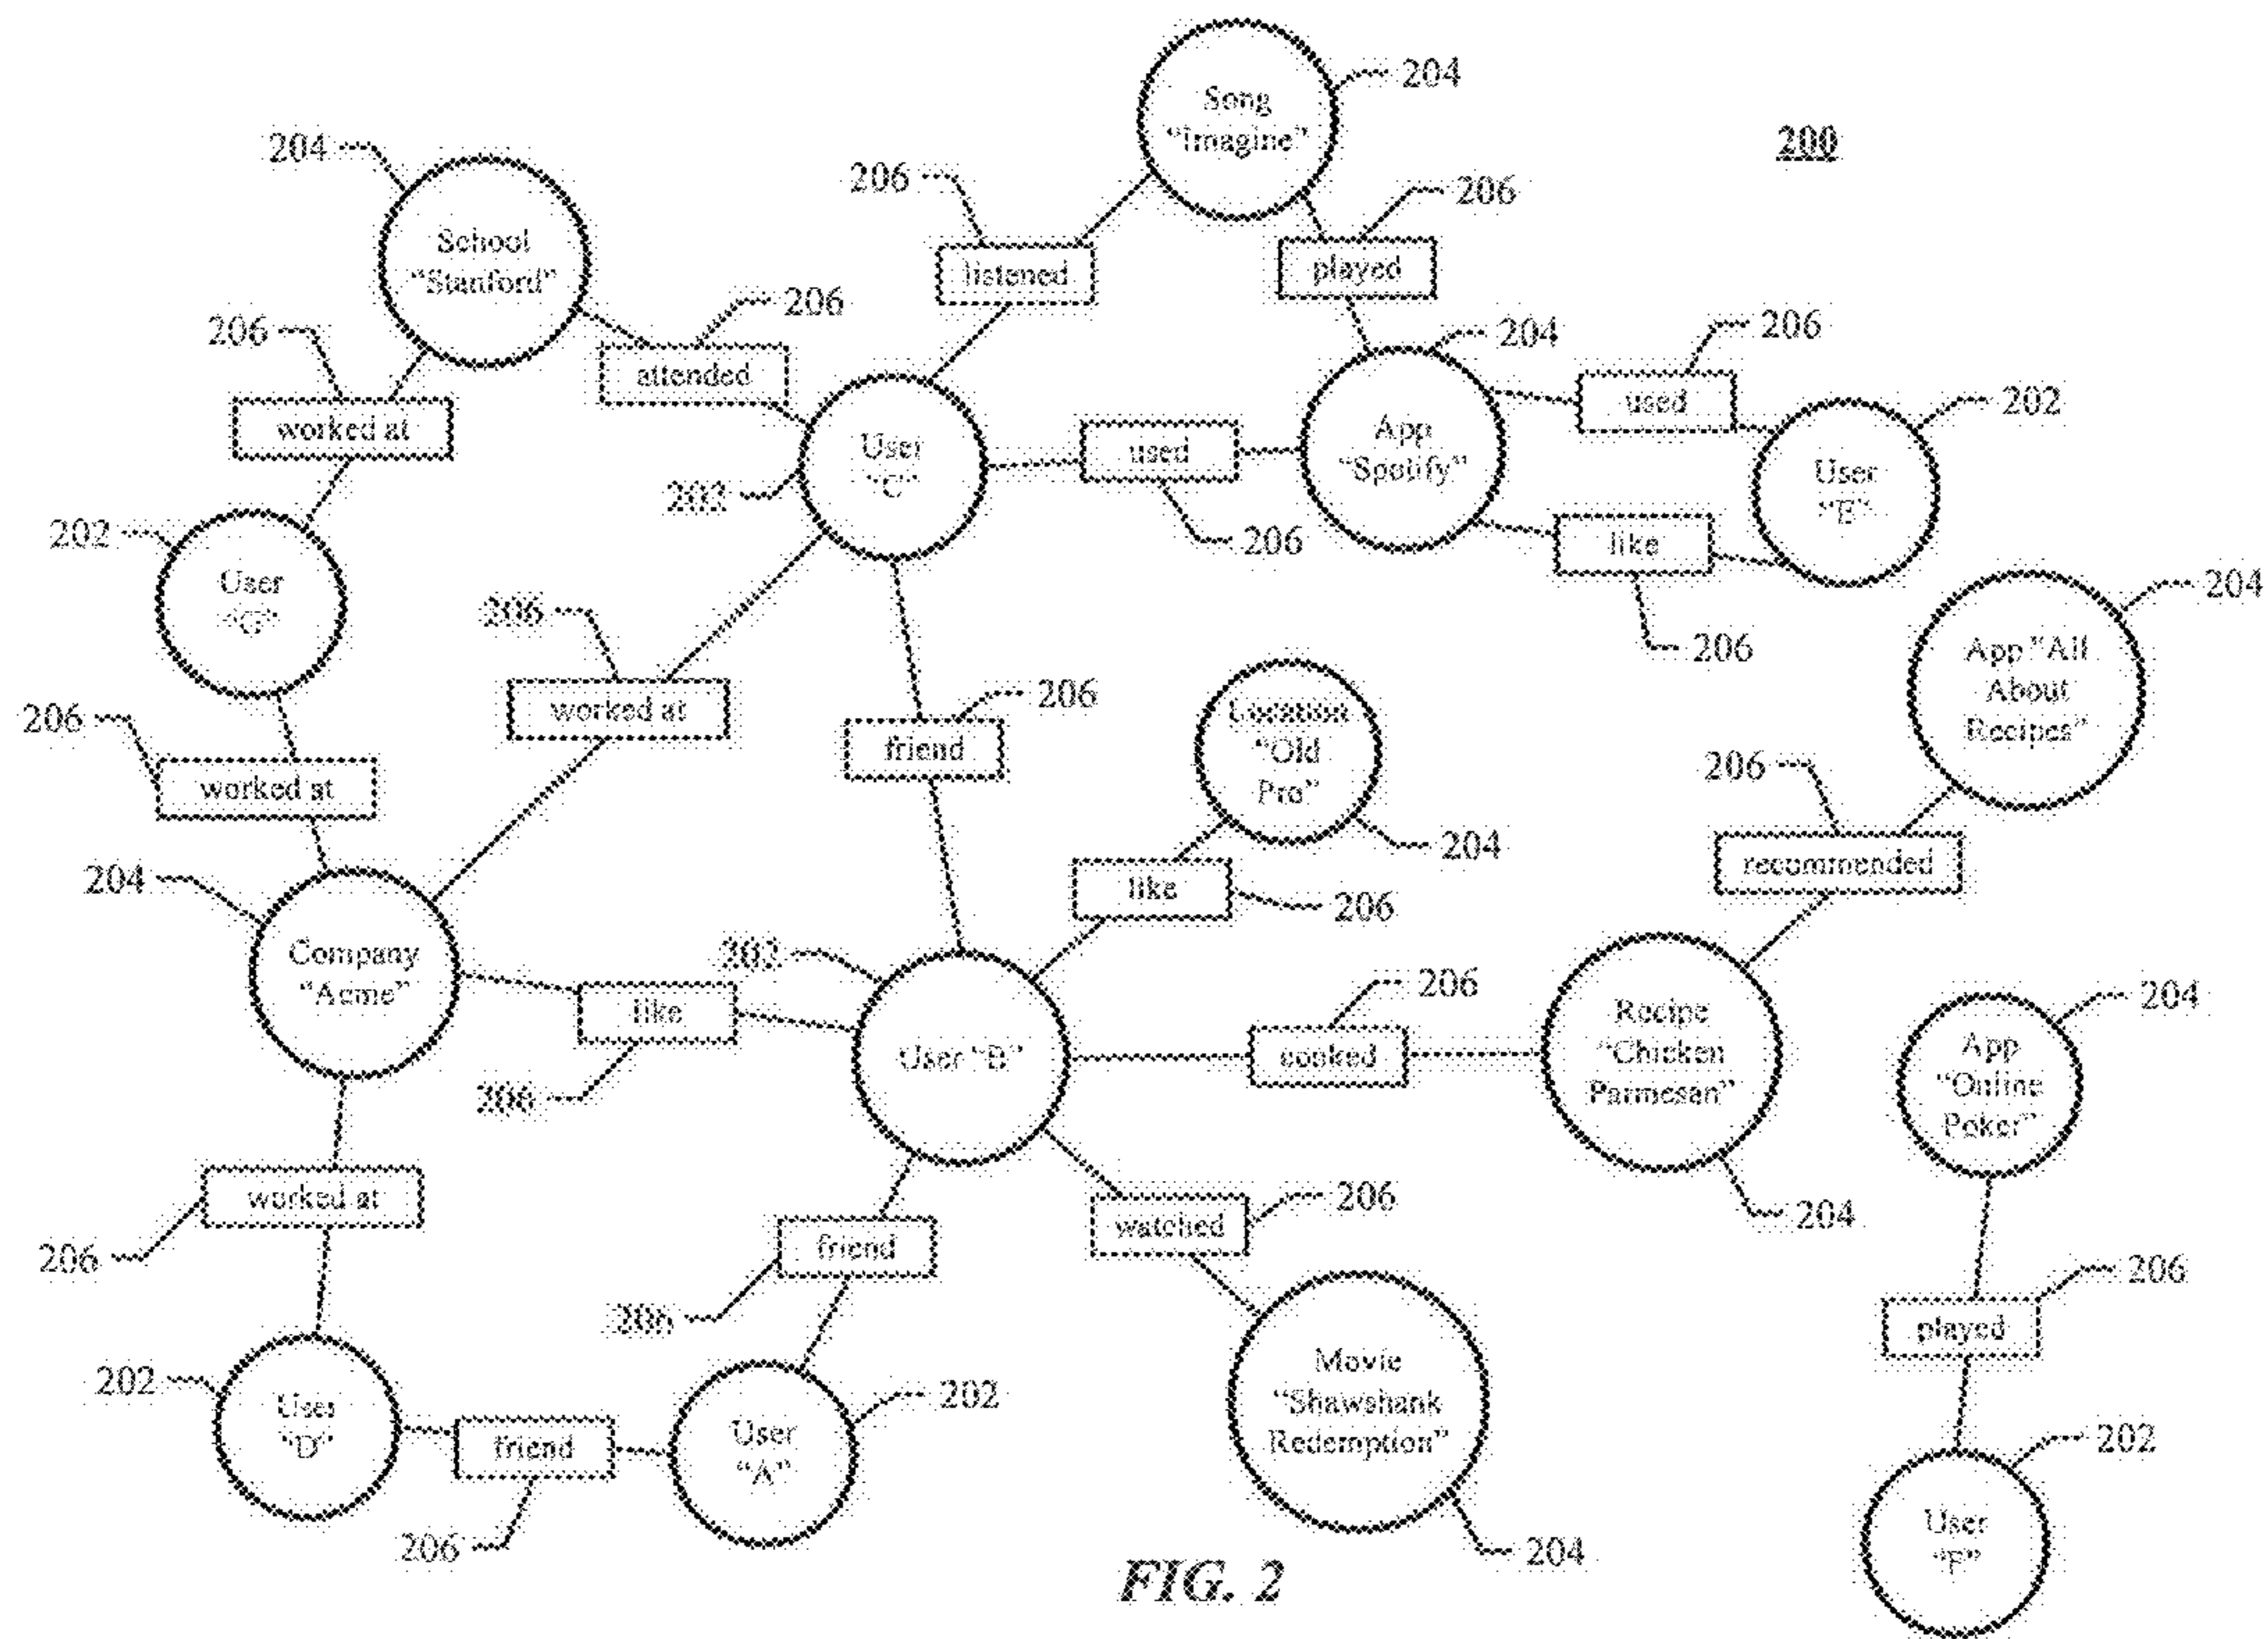 204
Song
"Imagine"
200
204
206
206
School
"Stanford"
listened
played
206
206
204
206
attended
used
202
worked at
User
"C"
used
App
"Spotify"
User
"E"
202
206
like
202
User
"G"
204
206
206
App "All
About
Recipes"
206
206
worked at
friend
Location
"Old
Pro"
206
worked at
204
recommended
204
like
206
Company
"Acme"
202
206
204
like
User "B"
cooked
Recipe
"Chicken
Parmesan"
App
"Online
Poker"
206
worked at
206
204
206
friend
watched
206
206
played
202
User
"D"
friend
User
"A"
202
Movie
"Shawshank
Redemption"
202
206
204
User
"F"
FIG. 2